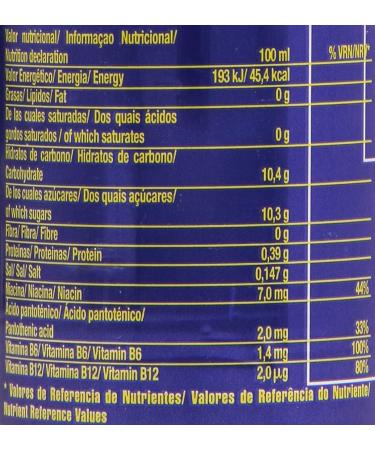 Valor nutricional/ Informaçao Nutricional/
Nutrition declaration 100 ml % VRN/NRV*
Valor Energético/ Energia/ Energy 193 kJ/ 45,4 kcal
Grasas/ Lípidos/ Fat 0 g
De las cuales saturadas/ Dos quais ácidos
gordos saturados / of which saturates 0 g
Hidratos de carbono/ Hidratos de carbono/
Carbohydrate 10,4 g
De los cuales azúcares/ Dos quais açúcares/
of which sugars 10,3 g
Fibra/ Fibra/ Fibre 0 g
Proteínas/ Proteínas/ Protein 0,39 g
Sal/ Sal/ Salt 0,147 g
Niacina/ Niacina/ Niacin 7,0 mg 44%
Ácido pantoténico/ Ácido pantoténico/
Pantothenic acid 2,0 mg 33%
Vitamina B6/ Vitamina B6/ Vitamin B6 1,4 mg 100%
Vitamina B12/ Vitamina B12/ Vitamin B12 2,0 µg 80%
* Valores de Referencia de Nutrientes/ Valores de Referência do Nutriente/
Nutrient Reference Values